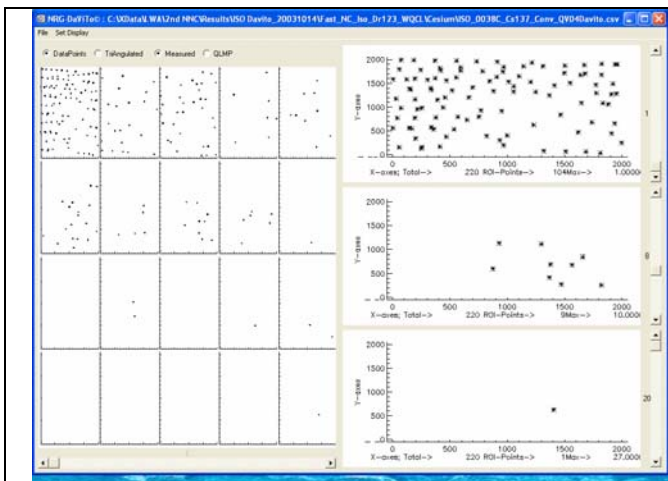 NRG-DaViTo© : C:\XData\LWA\2nd NNC\Results\ISO Davito_20031014\Fast_NC_Iso_Dr123_WQCL\Cesium\ISO_0038C_Cs137_Conv_QV04Davito.csv
File Set Display
DataPoints TriAngulated Measured QLMP
2000
1500
1000
500
0
Y-axes
0 500 1000 1500 2000
X-axes; Total--> 220 ROI-Points 104Max--> 1.0000
1
2000
1500
1000
500
0
Y-axes
0 500 1000 1500 2000
X-axes; Total--> 220 ROI-Points 9Max--> 10.000
2000
1500
1000
500
0
Y-axes
0 500 1000 1500 2000
X-axes; Total--> 220 ROI-Points 1Max--> 27.000
20